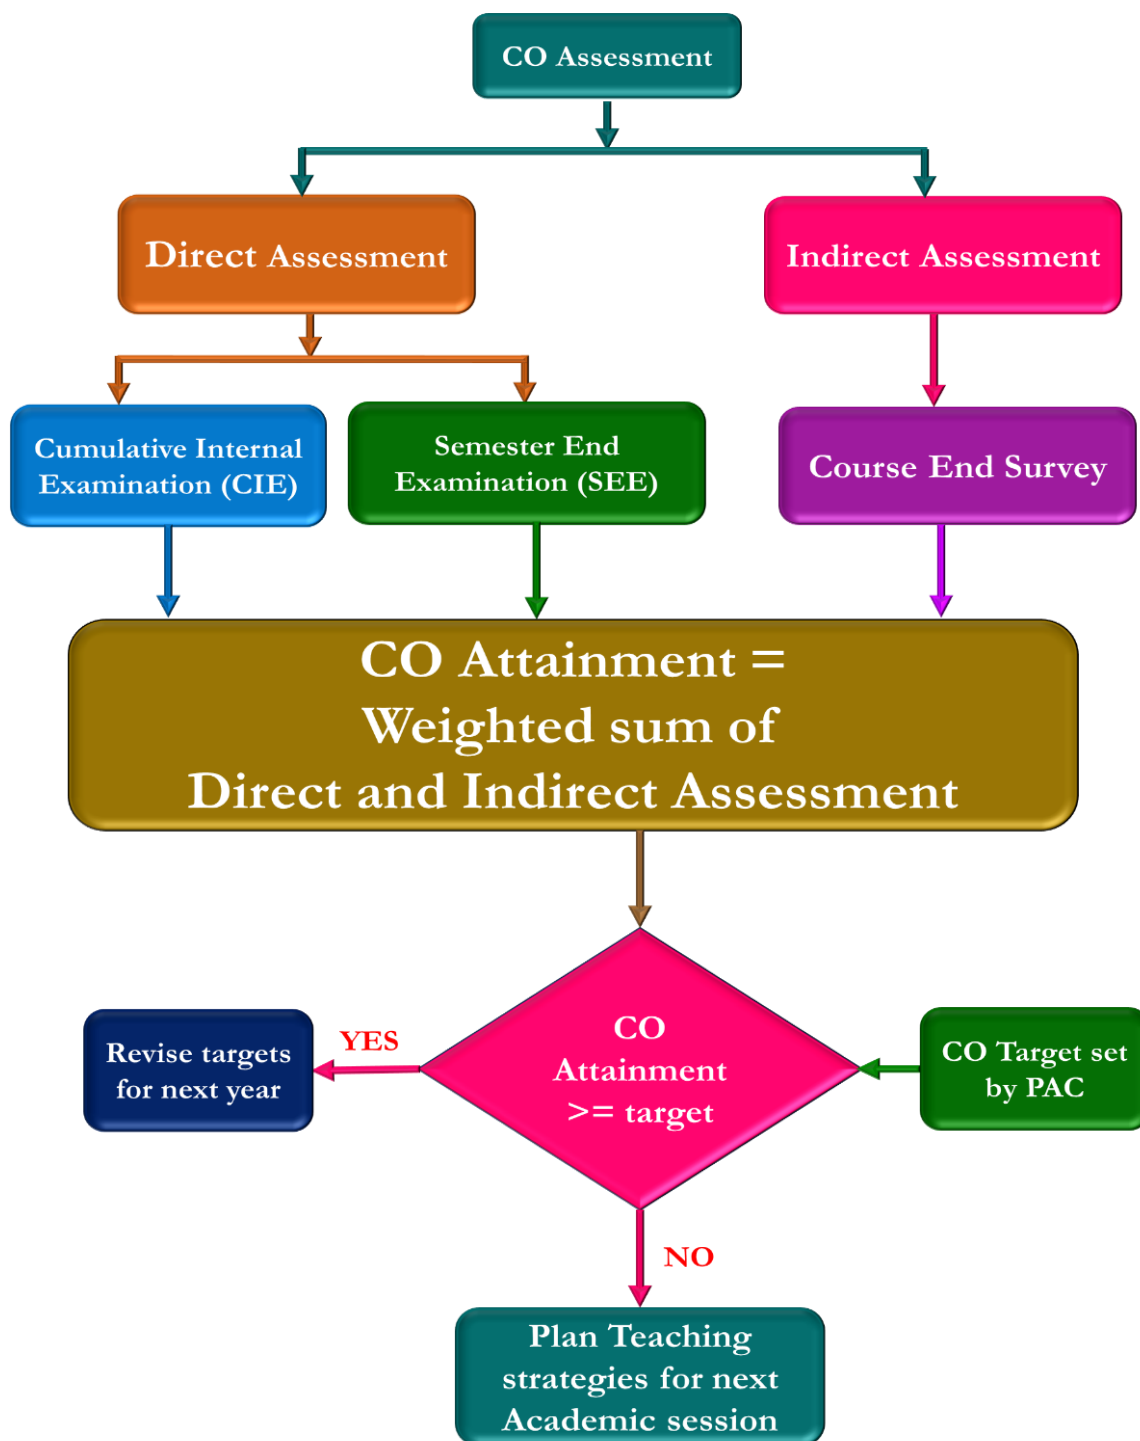 CO Assessment
Direct Assessment
Indirect Assessment
Cumulative Internal
Examination (CIE)
Semester End
Examination (SEE)
Course End Survey
CO Attainment =
Weighted sum of
Direct and Indirect Assessment
CO
Attainment
>= target
YES
Revise targets
for next year
CO Target set
by PAC
NO
Plan Teaching
strategies for next
Academic session